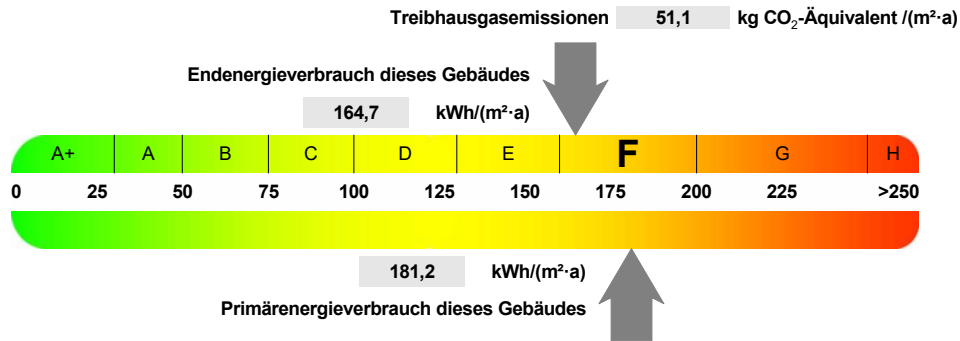 Treibhausgasemissionen 51,1 kg CO₂-Äquivalent /(m²·a)
Endenergieverbrauch dieses Gebäudes
164,7 kWh/(m²·a)
A+ A B C D E F G H
0 25 50 75 100 125 150 175 200 225 >250
181,2 kWh/(m²·a)
Primärenergieverbrauch dieses Gebäudes